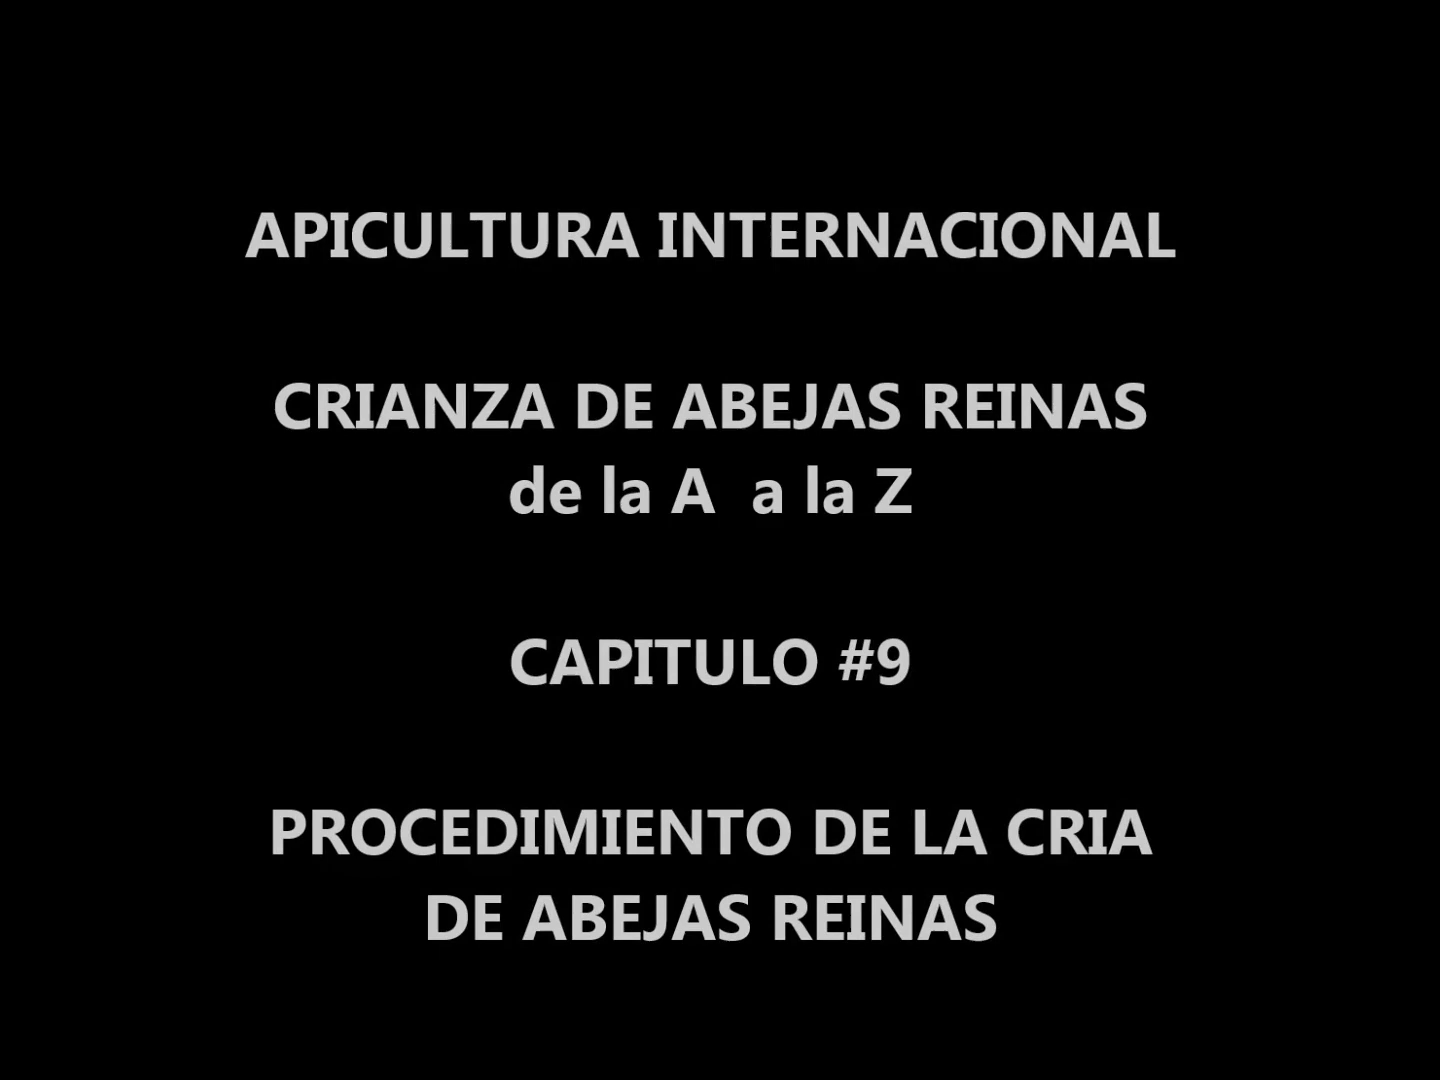 APICULTURA INTERNACIONAL
CRIANZA DE ABEJAS REINAS
de la A  a la Z
CAPITULO #9
PROCEDIMIENTO DE LA CRIA
DE ABEJAS REINAS